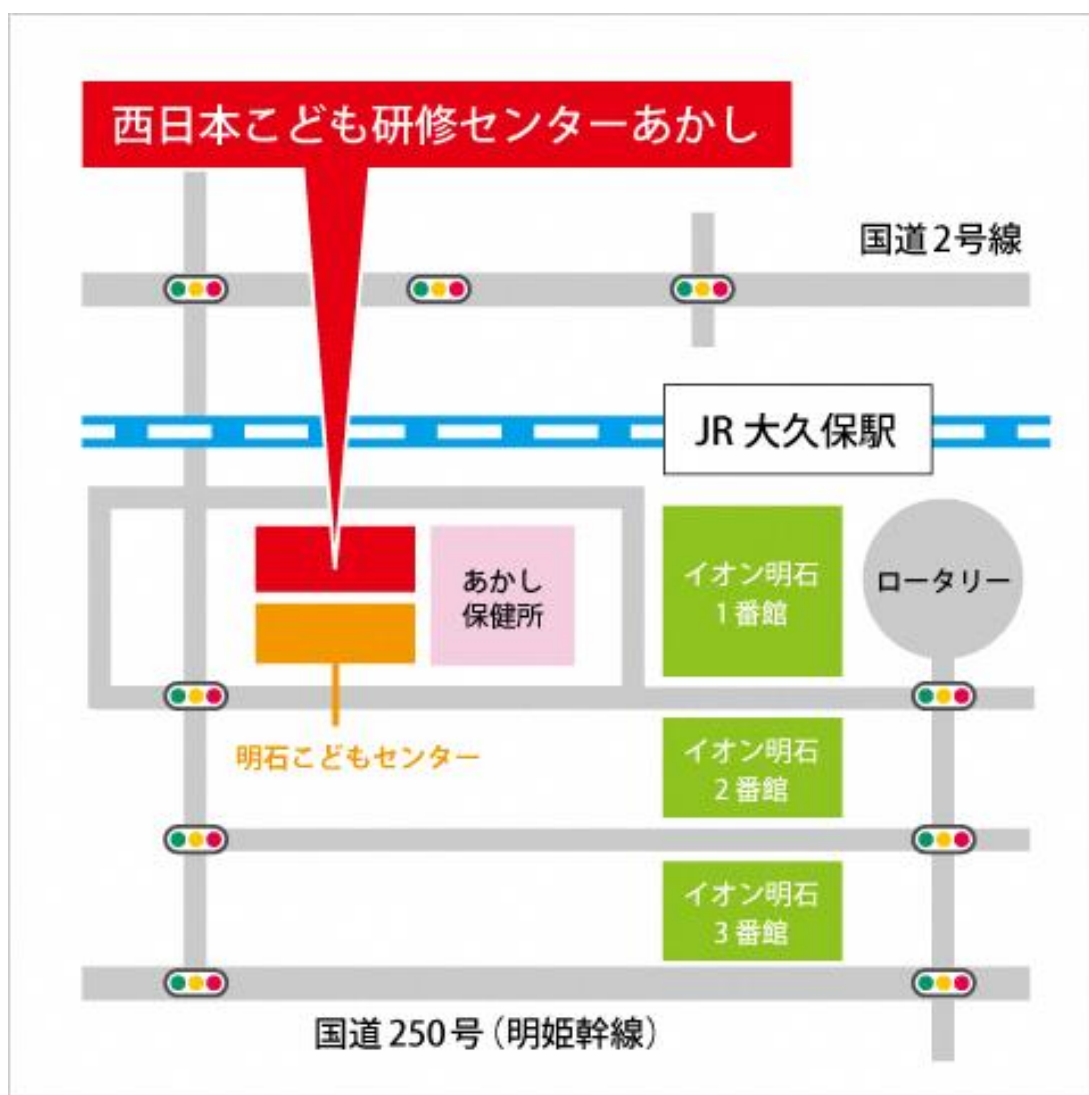 西日本こども研修センターあかし
国道2号線
JR 大久保駅
あかし
保健所
イオン明石
1番館
ロータリー
明石こどもセンター
イオン明石
2番館
イオン明石
3番館
国道250号(明姫幹線)